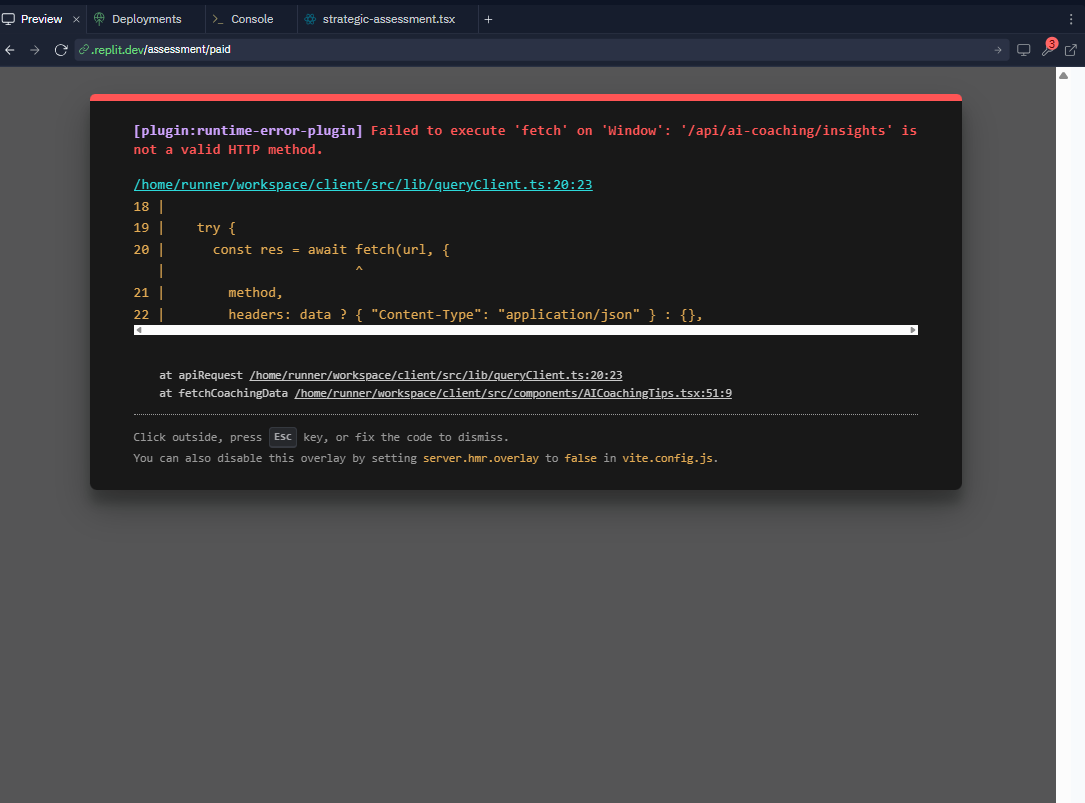 Preview × Deployments >_ Console strategic-assessment.tsx +
.replit.dev/assessment/paid 3
[plugin:runtime-error-plugin] Failed to execute 'fetch' on 'Window': '/api/ai-coaching/insights' is
not a valid HTTP method.
/home/runner/workspace/client/src/lib/queryClient.ts:20:23
18 |
19 | try {
20 | const res = await fetch(url, {
| ^
21 | method,
22 | headers: data ? { "Content-Type": "application/json" } : {},
at apiRequest /home/runner/workspace/client/src/lib/queryClient.ts:20:23
at fetchCoachingData /home/runner/workspace/client/src/components/AICoachingTips.tsx:51:9
Click outside, press Esc key, or fix the code to dismiss.
You can also disable this overlay by setting server.hmr.overlay to false in vite.config.js.